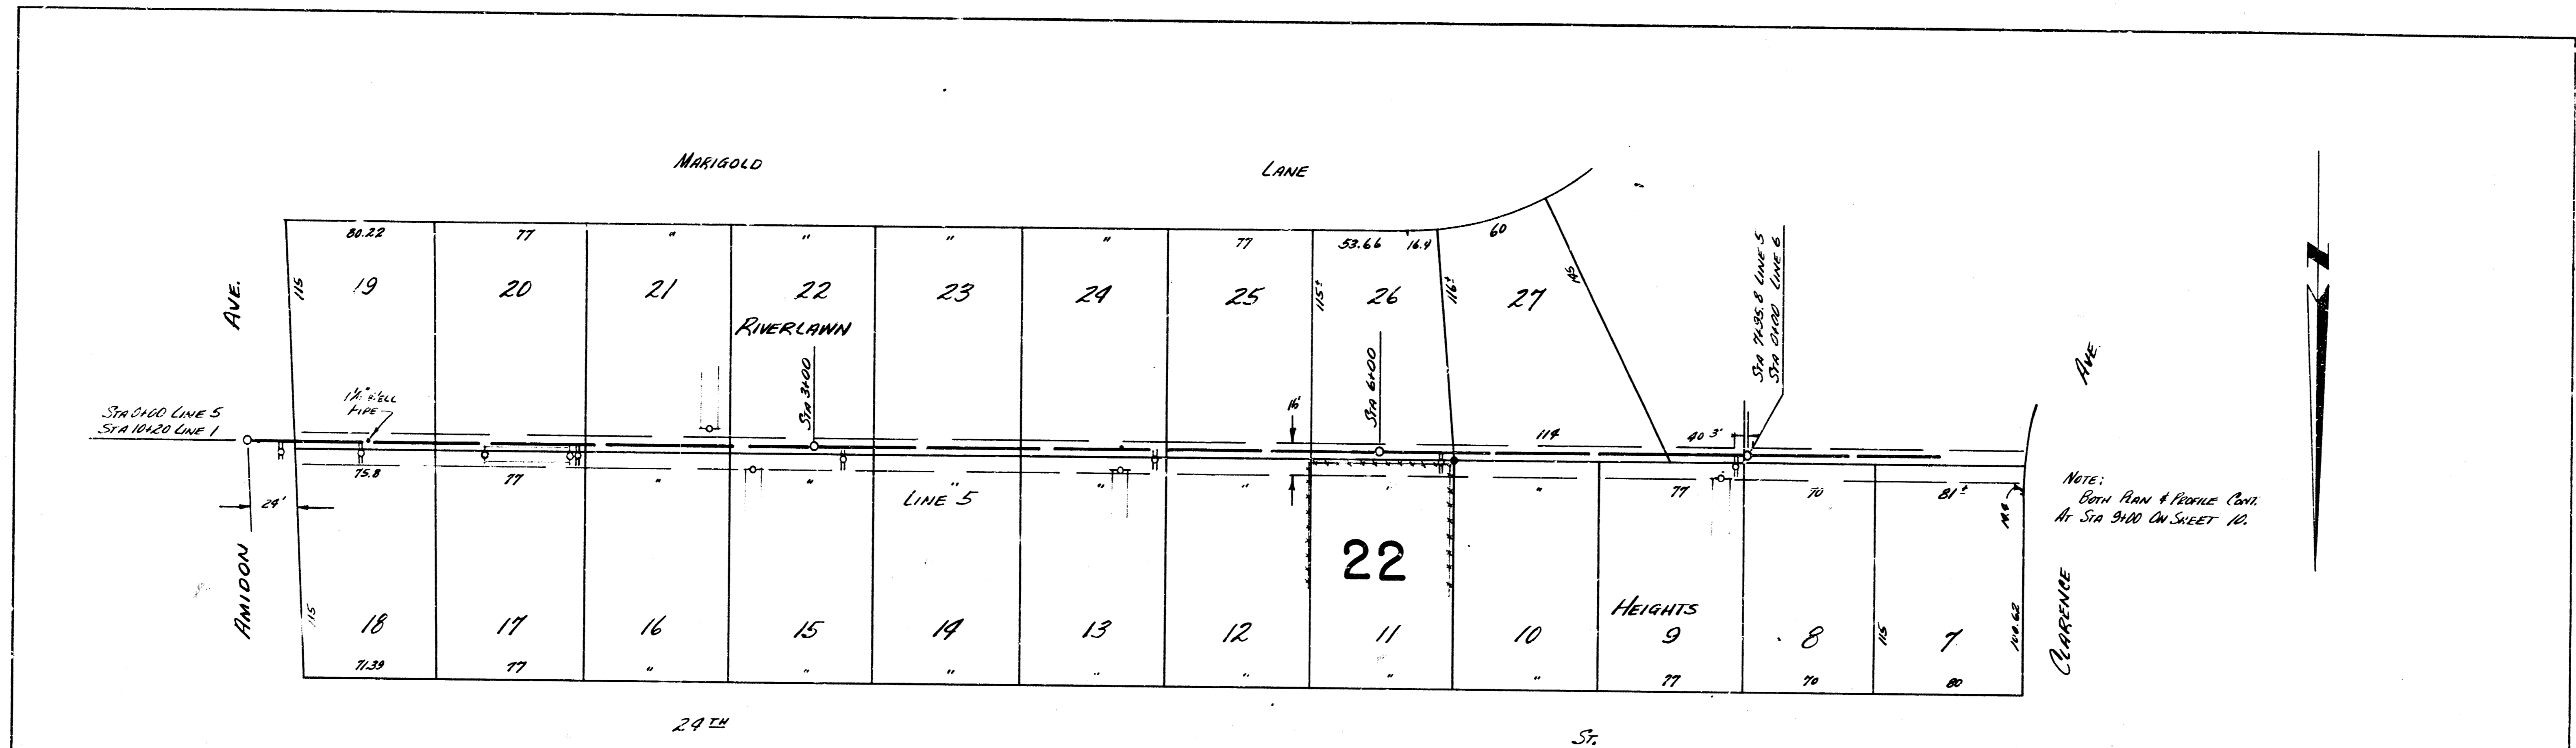 MARIGOLD LANE
80.22 77 " " " " 77 53.66 16.4 60
115 19 20 21 22 23 24 25 115± 26 116± 27
AVE.
RIVERLAWN
STA 3+00
STA 6+00
STA 7+95.8 LINE 5
STA 0+00 LINE 6
AVE.
PIPE
STA 0+00 LINE 5
STA 10+20 LINE 1
16'
114
40 3'
75.8 77 " " " " " " " 77 70 81±
LINE 5
24'
NOTE:
BOTH PLAN & PROFILE CONT.
AT STA 9+00 ON SHEET 10.
N
22
HEIGHTS
AMIDON
115 18 17 16 15 14 13 12 11 10 9 8 115 7 100.62
CLARENCE
71.39 77 " " " " " " " 77 70 80
24TH ST.